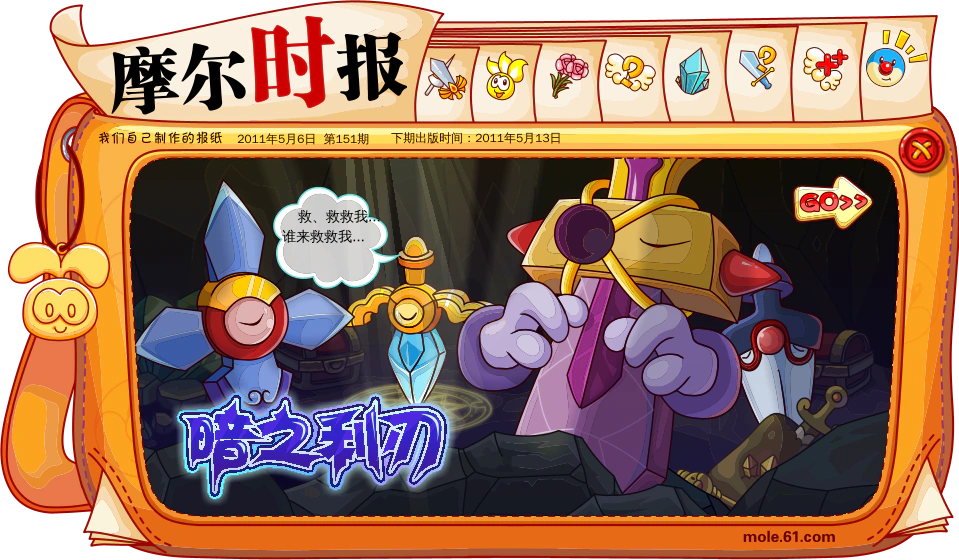 摩尔时报
我们自己制作的报纸 2011年5月6日 第151期 下期出版时间：2011年5月13日
GO>>
救、救救我...
谁来救救我...
暗之利刃
mole.61.com